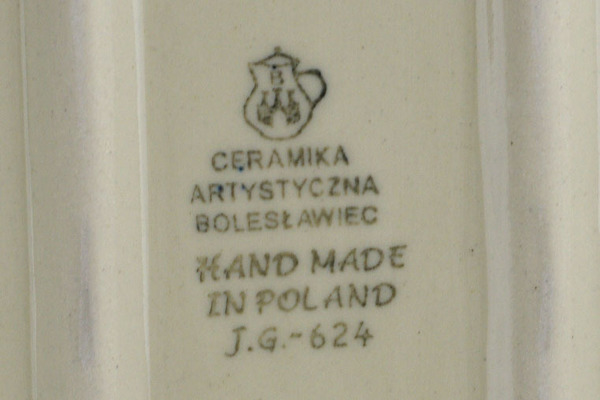 B
CERAMIKA
ARTYSTYCZNA
BOLESŁAWIEC
HAND MADE
IN POLAND
J.G.-624